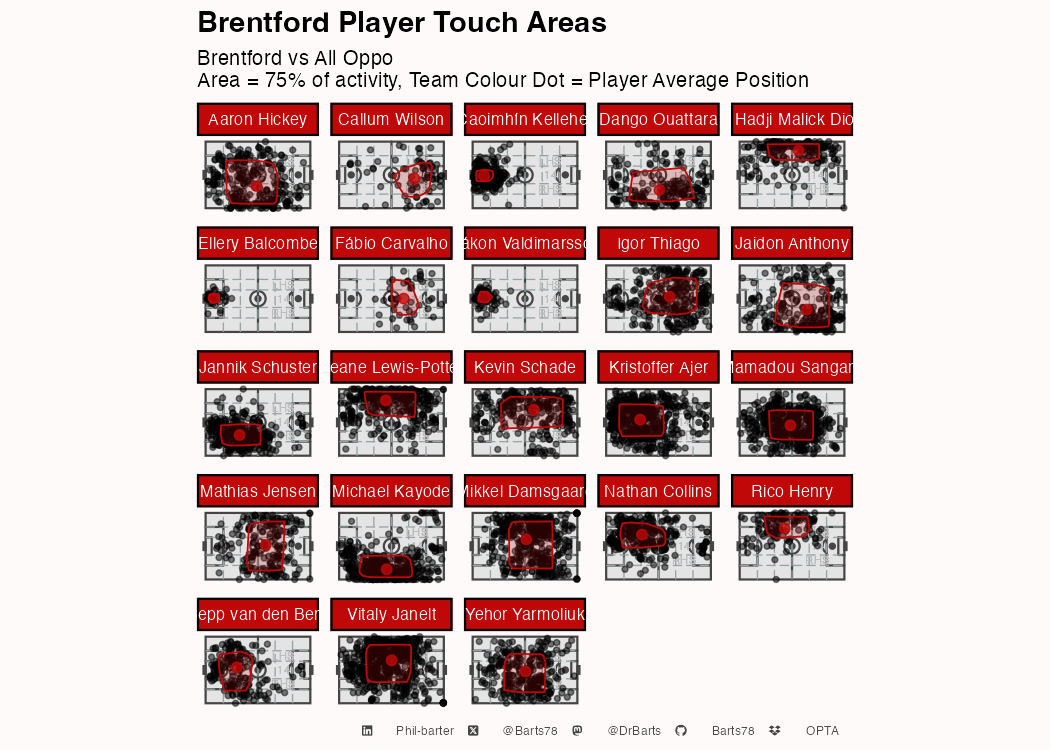 Brentford Player Touch Areas
Brentford vs All Oppo
Area = 75% of activity, Team Colour Dot = Player Average Position
Aaron Hickey
Callum Wilson
Caoimhín Kellehe
Dango Ouattara
Hadji Malick Dio
Ellery Balcombe
Fábio Carvalho
ákon Valdimarsso
Igor Thiago
Jaidon Anthony
Jannik Schuster
eane Lewis-Potte
Kevin Schade
Kristoffer Ajer
Mamadou Sangar
Mathias Jensen
Michael Kayode
Mikkel Damsgaar
Nathan Collins
Rico Henry
epp van den Ber
Vitaly Janelt
Yehor Yarmoliuk
Phil-barter @Barts78 @DrBarts Barts78 OPTA